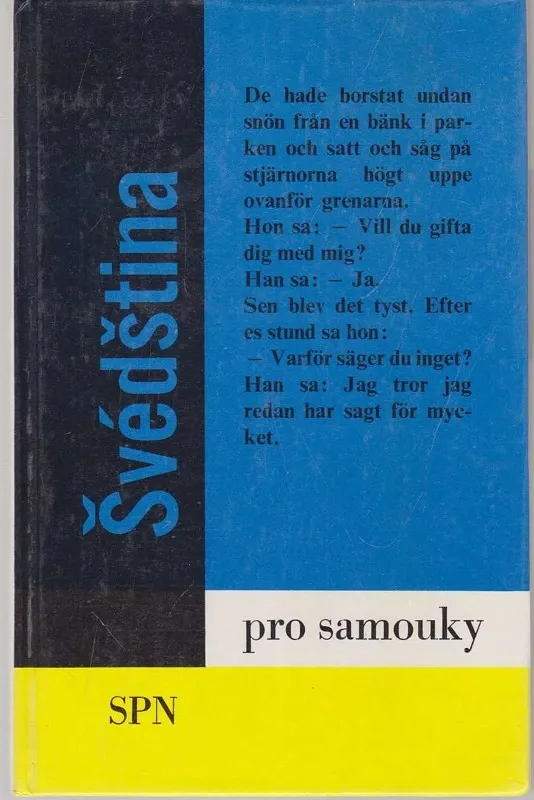 Švédština
De hade borstat undan
snön från en bänk i par-
ken och satt och såg på
stjärnorna högt uppe
ovanför grenarna.
Hon sa: — Vill du gifta
dig med mig?
Han sa: — Ja.
Sen blev det tyst. Efter
es stund sa hon:
— Varför säger du inget?
Han sa: Jag tror jag
redan har sagt för myc-
ket.
pro samouky
SPN